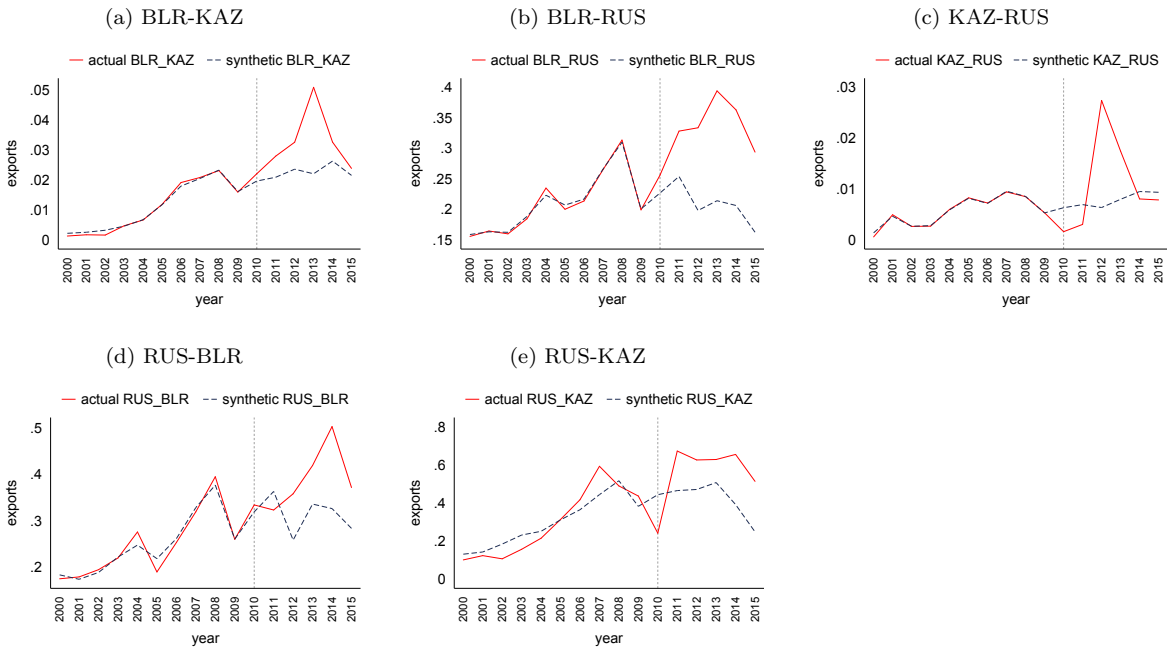 (a) BLR-KAZ
actual BLR_KAZ synthetic BLR_KAZ
.05
.04
.03
.02
.01
0
exports
2000 2001 2002 2003 2004 2005 2006 2007 2008 2009 2010 2011 2012 2013 2014 2015
year
(b) BLR-RUS
actual BLR_RUS synthetic BLR_RUS
.4
.35
.3
.25
.2
.15
exports
2000 2001 2002 2003 2004 2005 2006 2007 2008 2009 2010 2011 2012 2013 2014 2015
year
(c) KAZ-RUS
actual KAZ_RUS synthetic KAZ_RUS
.03
.02
.01
0
exports
2000 2001 2002 2003 2004 2005 2006 2007 2008 2009 2010 2011 2012 2013 2014 2015
year
(d) RUS-BLR
actual RUS_BLR synthetic RUS_BLR
.5
.4
.3
.2
exports
2000 2001 2002 2003 2004 2005 2006 2007 2008 2009 2010 2011 2012 2013 2014 2015
year
(e) RUS-KAZ
actual RUS_KAZ synthetic RUS_KAZ
.8
.6
.4
.2
0
exports
2000 2001 2002 2003 2004 2005 2006 2007 2008 2009 2010 2011 2012 2013 2014 2015
year